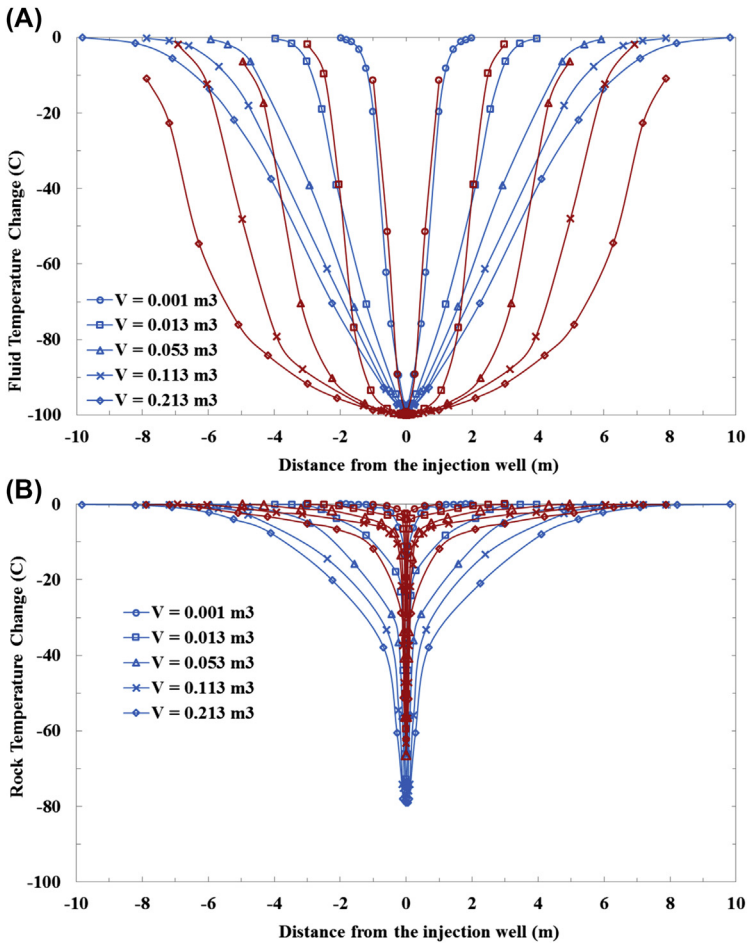 (A)
0
-20
-40
-60
-80
-100
Fluid Temperature Change (C)
V = 0.001 m3
V = 0.013 m3
V = 0.053 m3
V = 0.113 m3
V = 0.213 m3
-10 -8 -6 -4 -2 0 2 4 6 8 10
Distance from the injection well (m)
(B)
0
-20
-40
-60
-80
-100
Rock Temperature Change (C)
V = 0.001 m3
V = 0.013 m3
V = 0.053 m3
V = 0.113 m3
V = 0.213 m3
-10 -8 -6 -4 -2 0 2 4 6 8 10
Distance from the injection well (m)